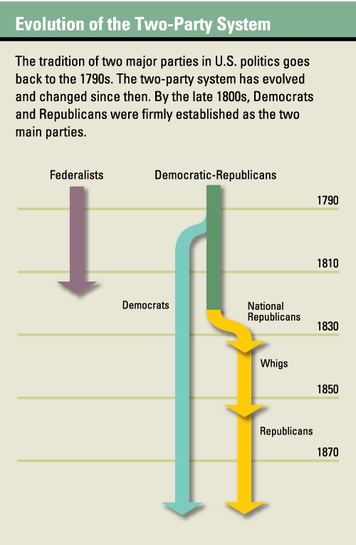 Evolution of the Two-Party System
The tradition of two major parties in U.S. politics goes
back to the 1790s. The two-party system has evolved
and changed since then. By the late 1800s, Democrats
and Republicans were firmly established as the two
main parties.
Federalists
Democratic-Republicans
1790
1810
Democrats
National
Republicans
1830
Whigs
1850
Republicans
1870